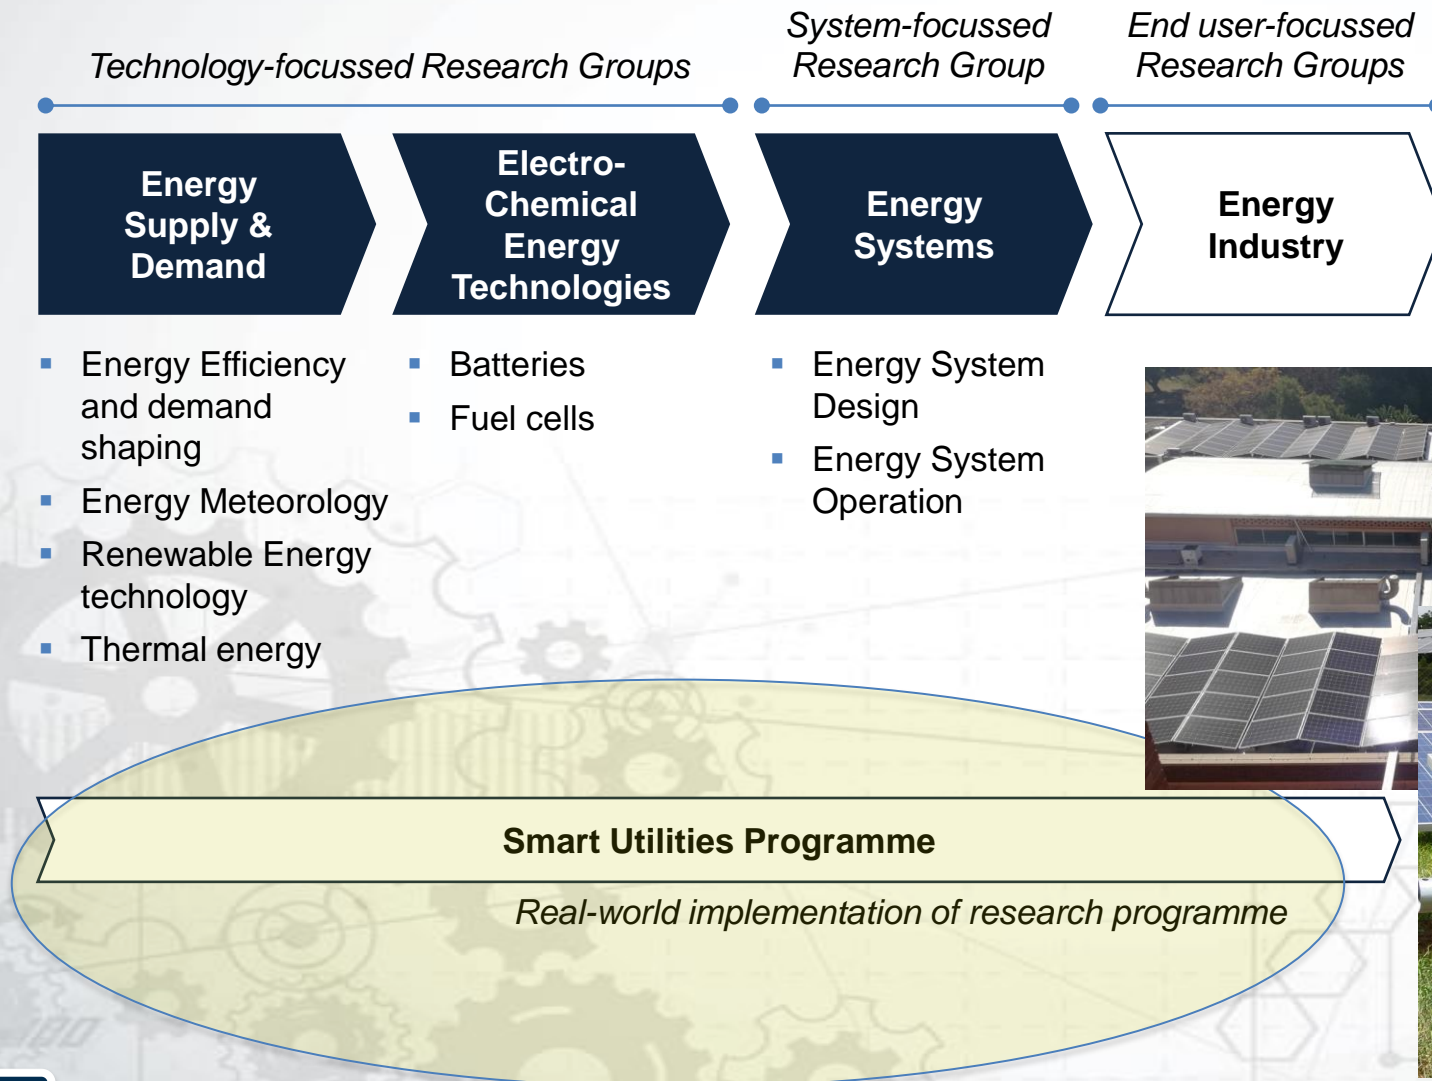 Technology-focussed Research Groups
System-focussed
Research Group
End user-focussed
Research Groups
Energy
Supply &
Demand
Electro-
Chemical
Energy
Technologies
Energy
Systems
Energy
Industry
Energy Efficiency
and demand
shaping
Energy Meteorology
Renewable Energy
technology
Thermal energy
Batteries
Fuel cells
Energy System
Design
Energy System
Operation
Smart Utilities Programme
Real-world implementation of research programme
180